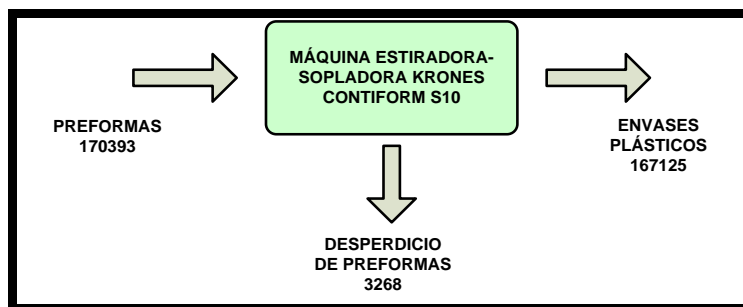 MÁQUINA ESTIRADORA-
SOPLADORA KRONES
CONTIFORM S10
PREFORMAS
170393
ENVASES
PLÁSTICOS
167125
DESPERDICIO
DE PREFORMAS
3268